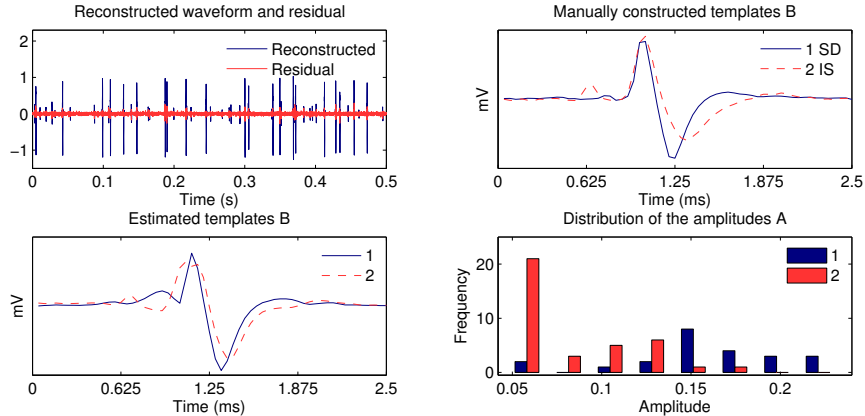 Reconstructed waveform and residual
2
1
0
−1
Reconstructed
Residual
0 0.1 0.2 0.3 0.4 0.5
Time (s)
Manually constructed templates B
mV
1 SD
2 IS
0 0.625 1.25 1.875 2.5
Time (ms)
Estimated templates B
mV
1
2
0 0.625 1.25 1.875 2.5
Time (ms)
Distribution of the amplitudes A
Frequency
20
10
0
1
2
0.05 0.1 0.15 0.2
Amplitude